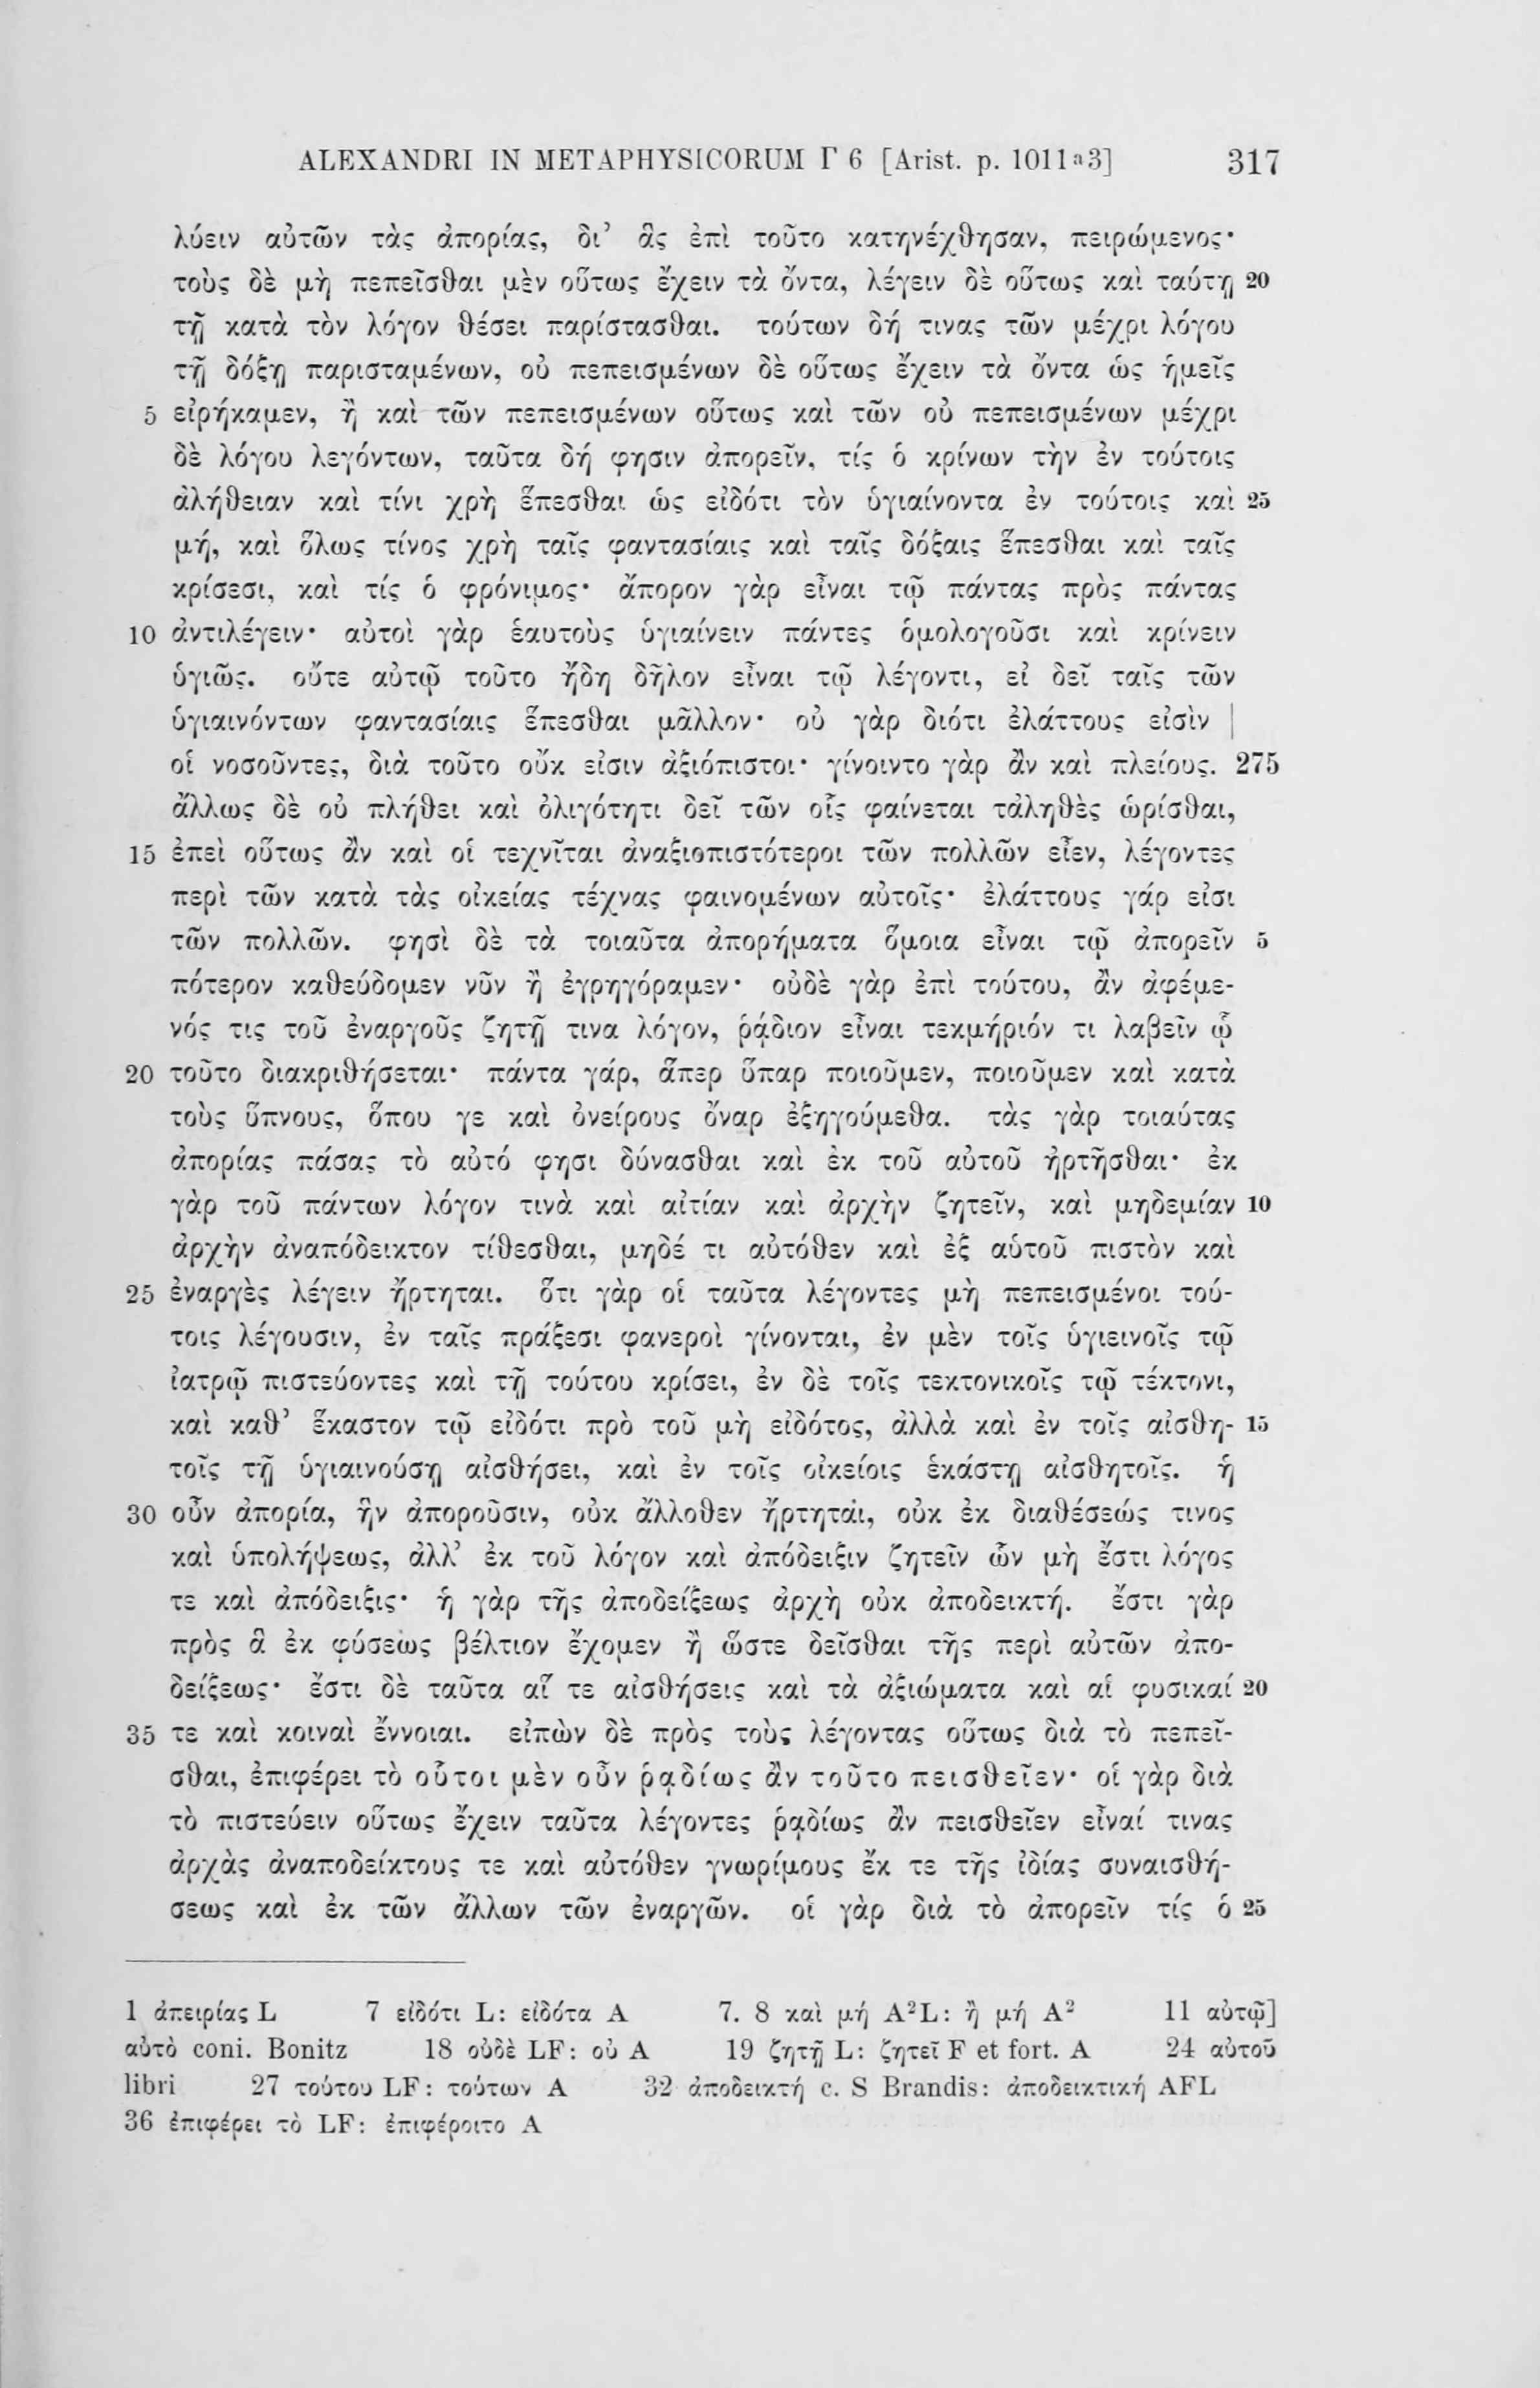 ALEXANDRI IN METAPHYSICORUM Γ 6 [Arist. p. 1011ᵃ3] 317
λύειν αὐτῶν τὰς ἀπορίας, δι’ ἃς ἐπὶ τοῦτο κατηνέχθησαν, πειρώμενος·
τοὺς δὲ μὴ πεπεῖσθαι μὲν οὕτως ἔχειν τὰ ὄντα, λέγειν δὲ οὕτως καὶ ταύτῃ 20
τῇ κατὰ τὸν λόγον θέσει παρίστασθαι. τούτων δή τινας τῶν μέχρι λόγου
τῇ δόξῃ παρισταμένων, οὐ πεπεισμένων δὲ οὕτως ἔχειν τὰ ὄντα ὡς ἡμεῖς
5 εἰρήκαμεν, ἢ καὶ τῶν πεπεισμένων οὕτως καὶ τῶν οὐ πεπεισμένων μέχρι
δὲ λόγου λεγόντων, ταῦτα δή φησιν ἀπορεῖν, τίς ὁ κρίνων τὴν ἐν τούτοις
ἀλήθειαν καὶ τίνι χρὴ ἕπεσθαι ὡς εἰδότι τὸν ὑγιαίνοντα ἐν τούτοις καὶ 25
μή, καὶ ὅλως τίνος χρὴ ταῖς φαντασίαις καὶ ταῖς δόξαις ἕπεσθαι καὶ ταῖς
κρίσεσι, καὶ τίς ὁ φρόνιμος· ἄπορον γὰρ εἶναι τῷ πάντας πρὸς πάντας
10 ἀντιλέγειν· αὐτοὶ γὰρ ἑαυτοὺς ὑγιαίνειν πάντες ὁμολογοῦσι καὶ κρίνειν
ὑγιῶς. οὔτε αὐτῷ τοῦτο ἤδη δῆλον εἶναι τῷ λέγοντι, εἰ δεῖ ταῖς τῶν
ὑγιαινόντων φαντασίαις ἕπεσθαι μᾶλλον· οὐ γὰρ διότι ἐλάττους εἰσὶν |
οἱ νοσοῦντες, διὰ τοῦτο οὔκ εἰσιν ἀξιόπιστοι· γίνοιντο γὰρ ἂν καὶ πλείους. 275
ἄλλως δὲ οὐ πλήθει καὶ ὀλιγότητι δεῖ τῶν οἷς φαίνεται τἀληθὲς ὡρίσθαι,
15 ἐπεὶ οὕτως ἂν καὶ οἱ τεχνῖται ἀναξιοπιστότεροι τῶν πολλῶν εἶεν, λέγοντες
περὶ τῶν κατὰ τὰς οἰκείας τέχνας φαινομένων αὐτοῖς· ἐλάττους γάρ εἰσι
τῶν πολλῶν. φησὶ δὲ τὰ τοιαῦτα ἀπορήματα ὅμοια εἶναι τῷ ἀπορεῖν 5
πότερον καθεύδομεν νῦν ἢ ἐγρηγόραμεν· οὐδὲ γὰρ ἐπὶ τούτου, ἂν ἀφέμε-
νός τις τοῦ ἐναργοῦς ζητῇ τινα λόγον, ῥᾴδιον εἶναι τεκμήριόν τι λαβεῖν ᾧ
20 τοῦτο διακριθήσεται· πάντα γάρ, ἅπερ ὕπαρ ποιοῦμεν, ποιοῦμεν καὶ κατὰ
τοὺς ὕπνους, ὅπου γε καὶ ὀνείρους ὄναρ ἐξηγούμεθα. τὰς γὰρ τοιαύτας
ἀπορίας πάσας τὸ αὐτό φησι δύνασθαι καὶ ἐκ τοῦ αὐτοῦ ἠρτῆσθαι· ἐκ
γὰρ τοῦ πάντων λόγον τινὰ καὶ αἰτίαν καὶ ἀρχὴν ζητεῖν, καὶ μηδεμίαν 10
ἀρχὴν ἀναπόδεικτον τίθεσθαι, μηδέ τι αὐτόθεν καὶ ἐξ αὑτοῦ πιστὸν καὶ
25 ἐναργὲς λέγειν ἤρτηται. ὅτι γὰρ οἱ ταῦτα λέγοντες μὴ πεπεισμένοι τού-
τοις λέγουσιν, ἐν ταῖς πράξεσι φανεροὶ γίνονται, ἐν μὲν τοῖς ὑγιεινοῖς τῷ
ἰατρῷ πιστεύοντες καὶ τῇ τούτου κρίσει, ἐν δὲ τοῖς τεκτονικοῖς τῷ τέκτονι,
καὶ καθ’ ἕκαστον τῷ εἰδότι πρὸ τοῦ μὴ εἰδότος, ἀλλὰ καὶ ἐν τοῖς αἰσθη- 15
τοῖς τῇ ὑγιαινούσῃ αἰσθήσει, καὶ ἐν τοῖς οἰκείοις ἑκάστῃ αἰσθητοῖς. ἡ
30 οὖν ἀπορία, ἣν ἀποροῦσιν, οὐκ ἄλλοθεν ἤρτηται, οὐκ ἐκ διαθέσεώς τινος
καὶ ὑπολήψεως, ἀλλ’ ἐκ τοῦ λόγον καὶ ἀπόδειξιν ζητεῖν ὧν μὴ ἔστι λόγος
τε καὶ ἀπόδειξις· ἡ γὰρ τῆς ἀποδείξεως ἀρχὴ οὐκ ἀποδεικτή. ἔστι γὰρ
πρὸς ἃ ἐκ φύσεως βέλτιον ἔχομεν ἢ ὥστε δεῖσθαι τῆς περὶ αὐτῶν ἀπο-
δείξεως· ἔστι δὲ ταῦτα αἵ τε αἰσθήσεις καὶ τὰ ἀξιώματα καὶ αἱ φυσικαί 20
35 τε καὶ κοιναὶ ἔννοιαι. εἰπὼν δὲ πρὸς τοὺς λέγοντας οὕτως διὰ τὸ πεπεῖ-
σθαι, ἐπιφέρει τὸ οὗτοι μὲν οὖν ῥᾳδίως ἂν τοῦτο πεισθεῖεν· οἱ γὰρ διὰ
τὸ πιστεύειν οὕτως ἔχειν ταῦτα λέγοντες ῥᾳδίως ἂν πεισθεῖεν εἶναί τινας
ἀρχὰς ἀναποδείκτους τε καὶ αὐτόθεν γνωρίμους ἔκ τε τῆς ἰδίας συναισθή-
σεως καὶ ἐκ τῶν ἄλλων τῶν ἐναργῶν. οἱ γὰρ διὰ τὸ ἀπορεῖν τίς ὁ 25
1 ἀπειρίας L 7 εἰδότι L: εἰδότα A 7. 8 καὶ μή A²L: ἢ μή A² 11 αὐτῷ]
αὐτὸ coni. Bonitz 18 οὐδὲ LF: οὐ A 19 ζητῇ L: ζητεῖ F et fort. A 24 αὐτοῦ
libri 27 τούτου LF: τούτων A 32 ἀποδεικτή c. S Brandis: ἀποδεικτική AFL
36 ἐπιφέρει τὸ LF: ἐπιφέροιτο A